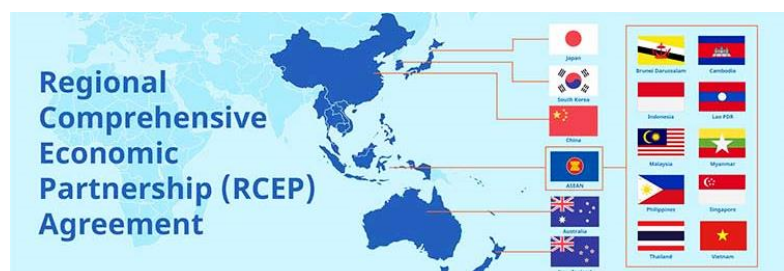 Regional
Comprehensive
Economic
Partnership (RCEP)
Agreement
Japan
South Korea
China
ASEAN
Australia
Brunei Darussalam
Cambodia
Indonesia
Lao PDR
Malaysia
Myanmar
Philippines
Singapore
Thailand
Vietnam